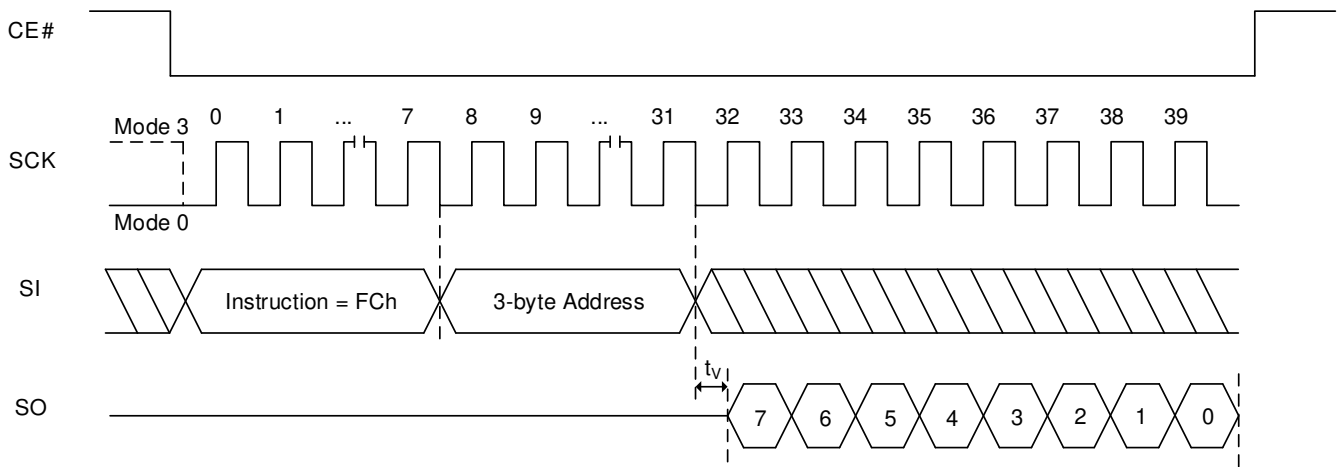 CE#
Mode 3 0 1 ... 7 8 9 ... 31 32 33 34 35 36 37 38 39
SCK
Mode 0
SI Instruction = FCh 3-byte Address
tV
SO 7 6 5 4 3 2 1 0